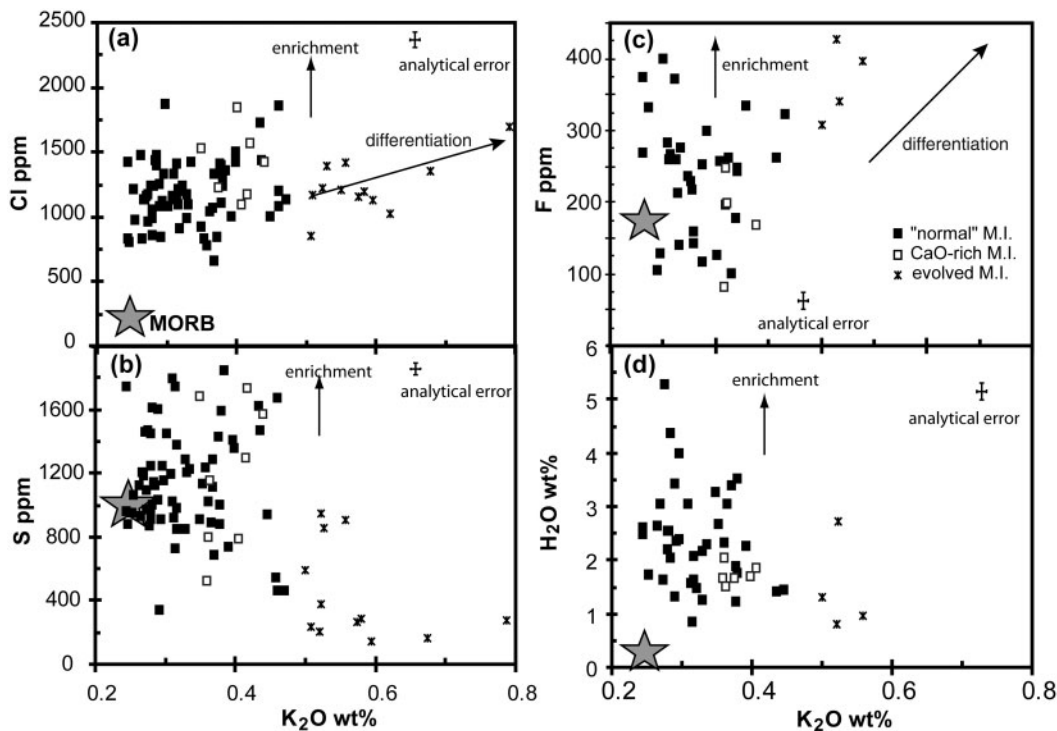 (a)
enrichment
analytical error
differentiation
MORB
Cl ppm
2500
2000
1500
1000
500
0
(b)
enrichment
analytical error
S ppm
1600
1200
800
400
0
0.2
0.4
0.6
0.8
K₂O wt%
(c)
enrichment
differentiation
"normal" M.I.
CaO-rich M.I.
evolved M.I.
analytical error
F ppm
400
300
200
100
(d)
enrichment
analytical error
H₂O wt%
6
5
4
3
2
1
0
0.2
0.4
0.6
0.8
K₂O wt%